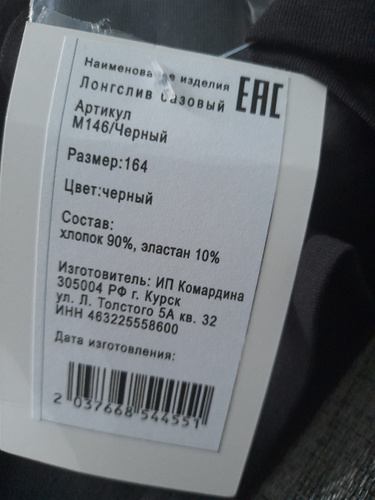 Наименование изделия
Лонгслив базовый
EAC
Артикул
М146/Черный
Размер:164
Цвет:черный
Состав:
хлопок 90%, эластан 10%
Изготовитель: ИП Комардина
305004 РФ г. Курск
ул. Л. Толстого 5А кв. 32
ИНН 463225558600
Дата изготовления:
2 037668 544551